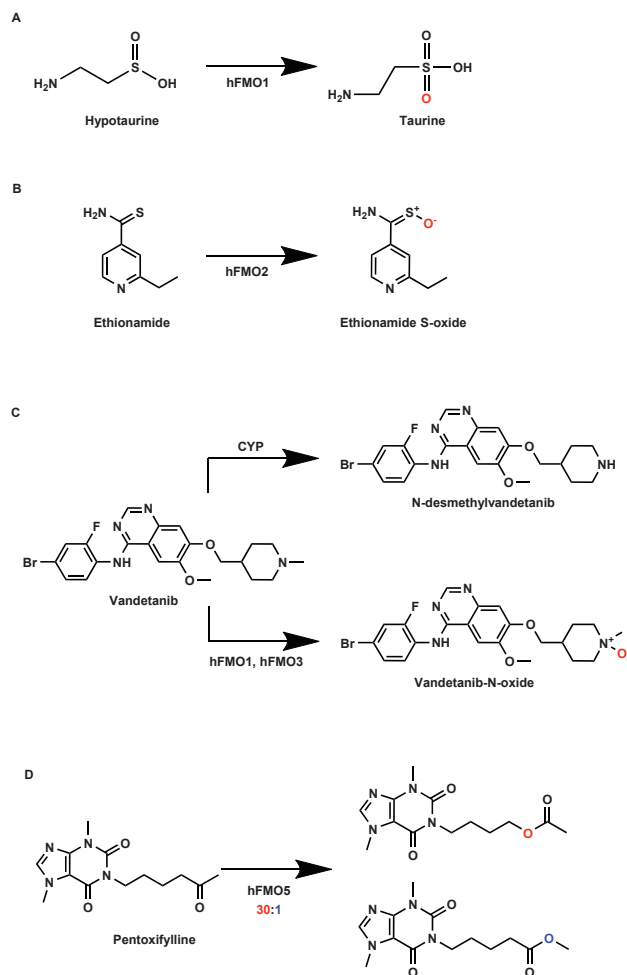 A
O
S
H₂N
OH
Hypotaurine
hFMO1
O
S
OH
H₂N
O
Taurine
B
H₂N
S
N
Ethionamide
hFMO2
H₂N
S⁺
O⁻
N
Ethionamide S-oxide
C
N
N
F
O
Br
NH
O
N
Vandetanib
CYP
N
N
F
O
Br
NH
O
NH
N-desmethylvandetanib
hFMO1, hFMO3
N
N
F
O
Br
NH
O
N⁺
O
Vandetanib-N-oxide
D
N
O
N
N
N
O
O
Pentoxifylline
hFMO5
30:1
N
O
N
N
N
O
O
O
N
O
N
N
N
O
O
O